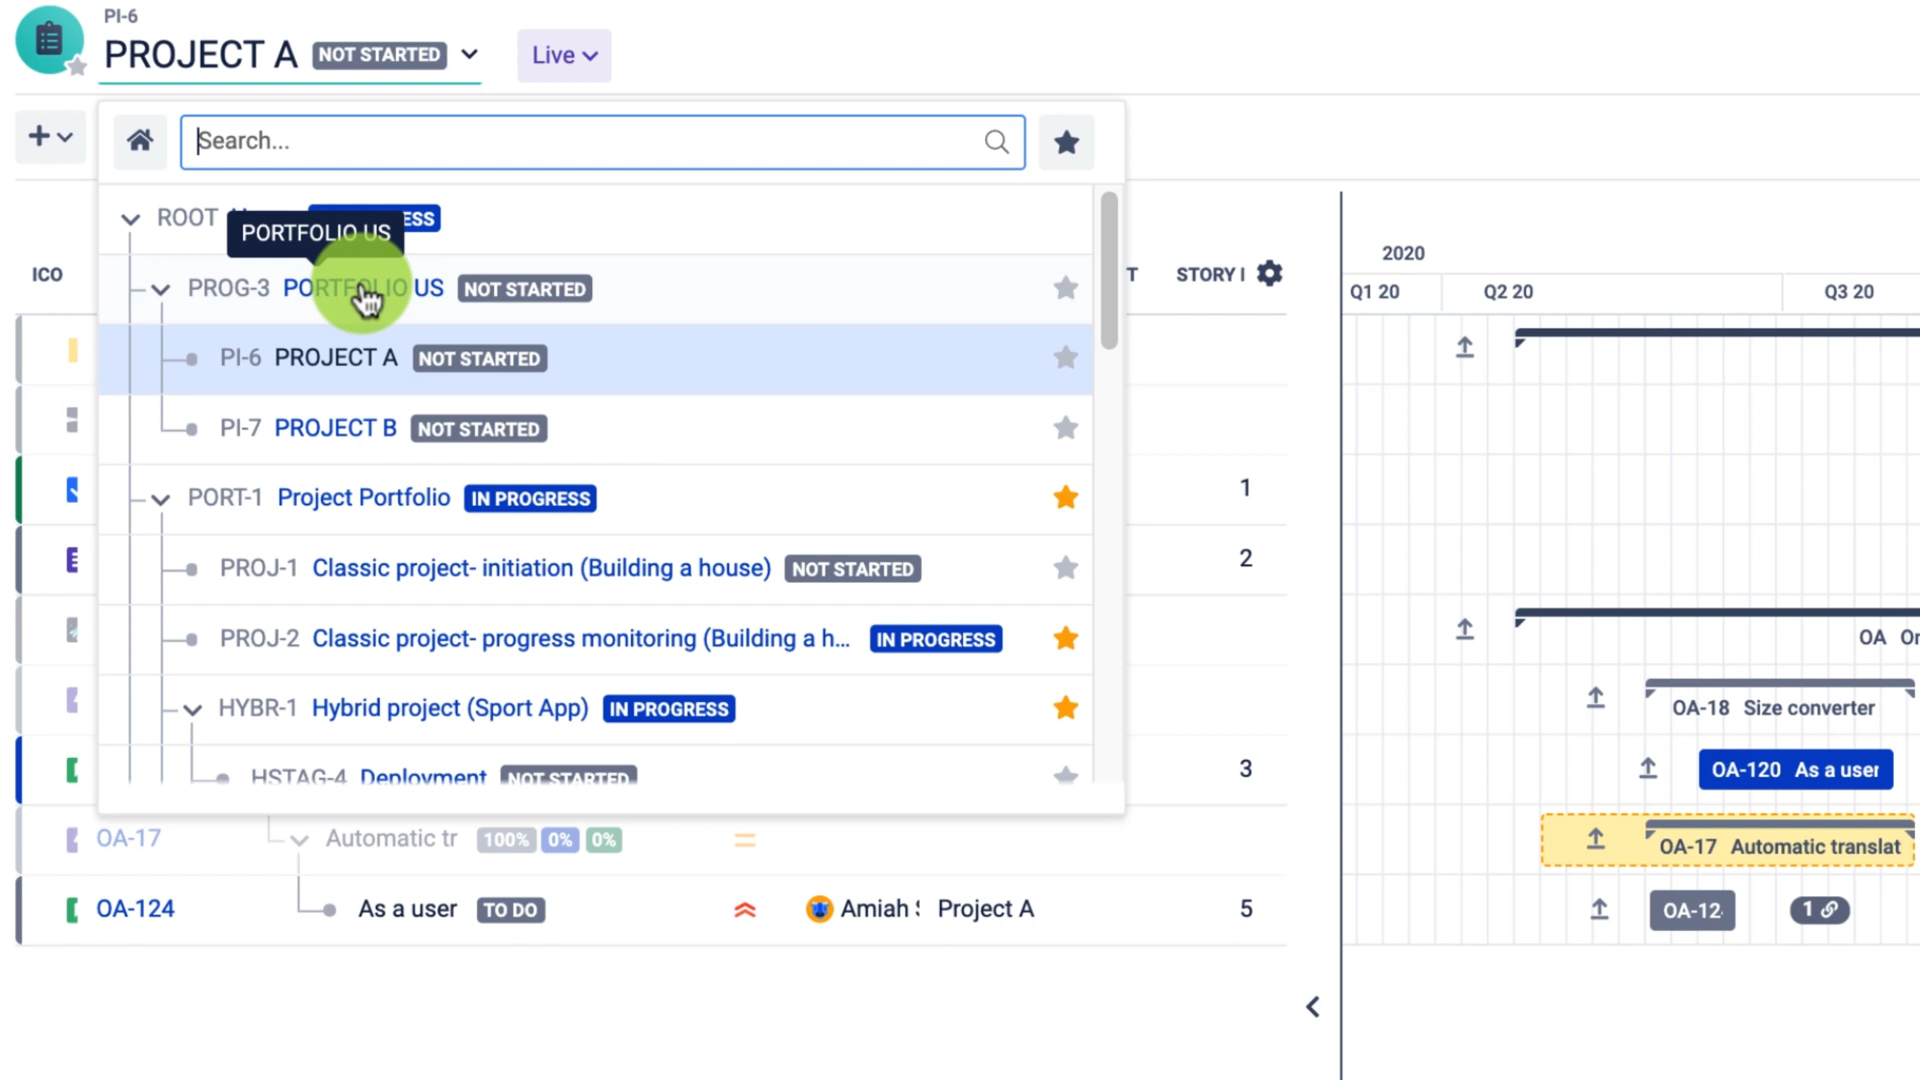 PI-6
PROJECT A NOT STARTED
Live
Search...
ROOT ESS
PORTFOLIO US
PROG-3 PORTFOLIO US NOT STARTED
PI-6 PROJECT A NOT STARTED
PI-7 PROJECT B NOT STARTED
PORT-1 Project Portfolio IN PROGRESS
PROJ-1 Classic project- initiation (Building a house) NOT STARTED
PROJ-2 Classic project- progress monitoring (Building a h... IN PROGRESS
HYBR-1 Hybrid project (Sport App) IN PROGRESS
HSTAG-4 Deployment NOT STARTED
ICO T STORY
2020
Q1 20 Q2 20 Q3 20
1
2
3
OA-17 Automatic tr 100% 0% 0%
OA-124 As a user TO DO Amiah Project A 5
OA Or
OA-18 Size converter
OA-120 As a user
OA-17 Automatic translat
OA-12 1